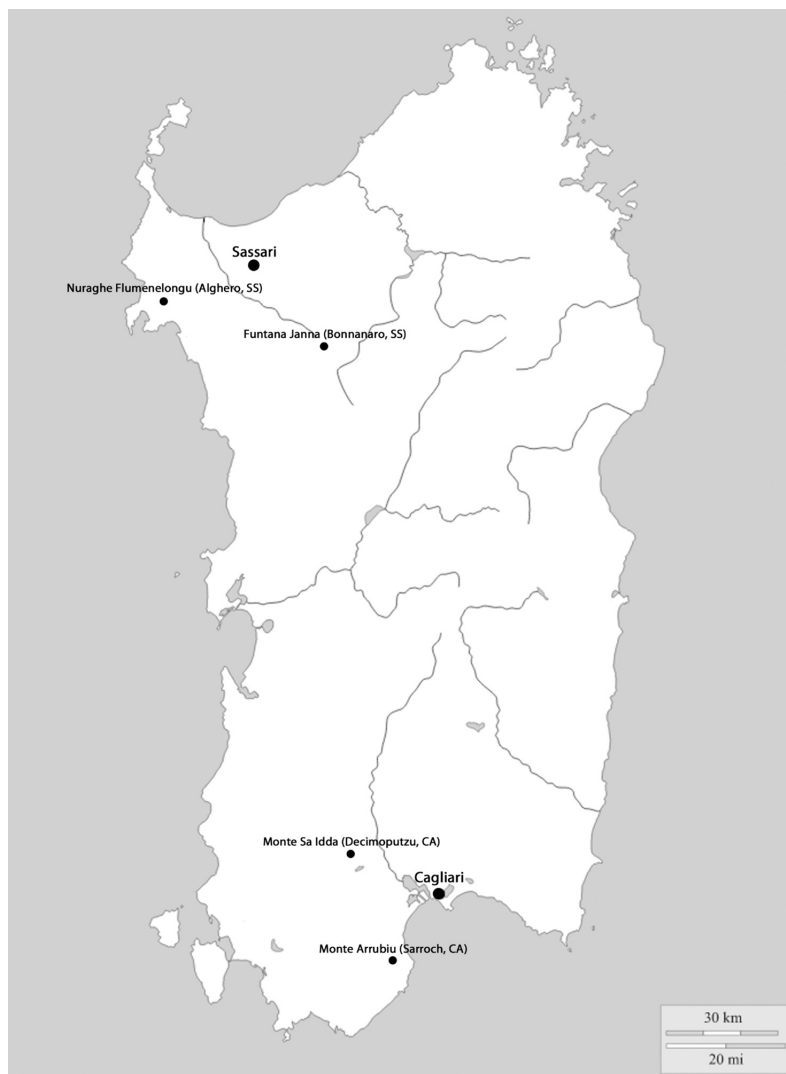 Sassari
Nuraghe Flumenelongu (Alghero, SS)
Funtana Janna (Bonnanaro, SS)
Monte Sa Idda (Decimoputzu, CA)
Cagliari
Monte Arrubiu (Sarroch, CA)
30 km
20 mi